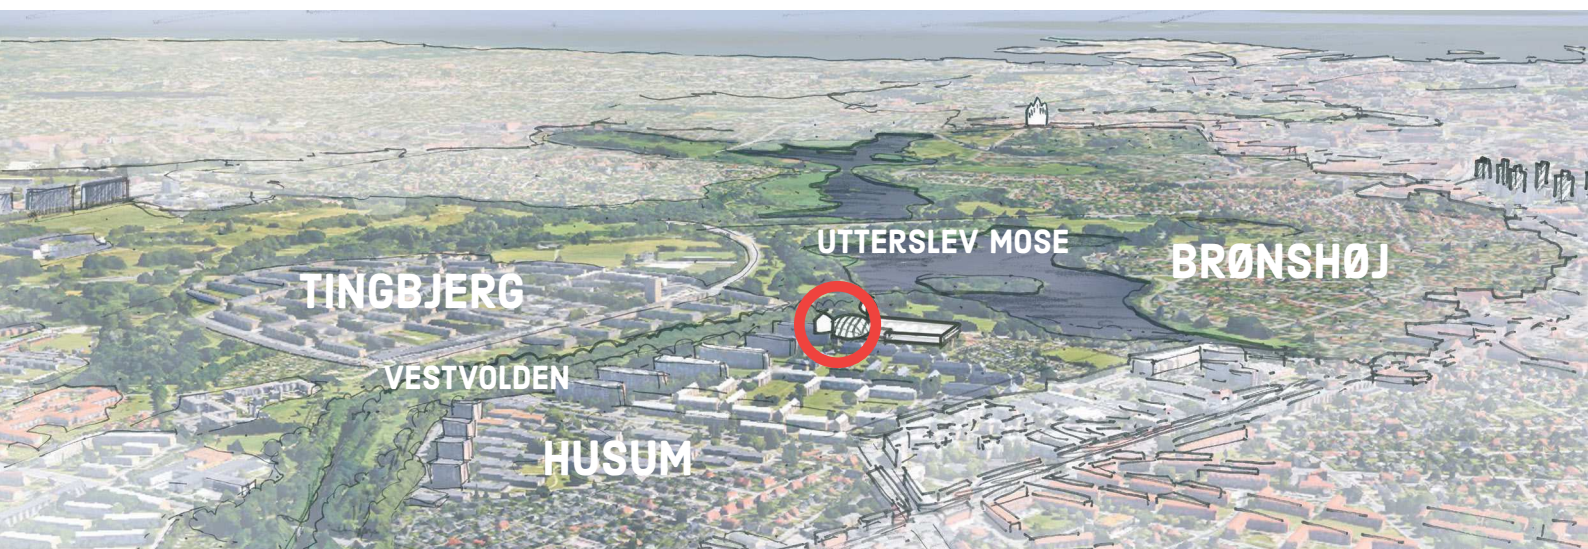 UTTERSLEV MOSE
BRØNSHØJ
TINGBJERG
VESTVOLDEN
HUSUM